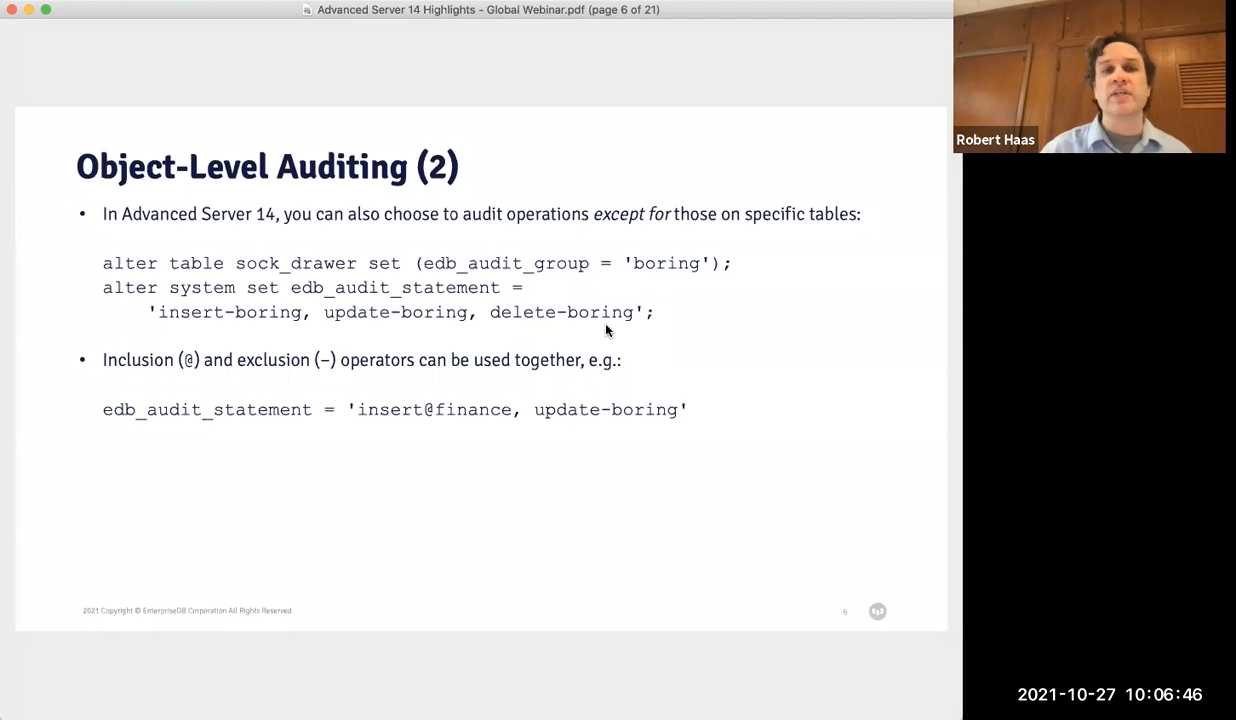 Advanced Server 14 Highlights - Global Webinar.pdf (page 6 of 21)
Robert Haas
Object-Level Auditing (2)
• In Advanced Server 14, you can also choose to audit operations except for those on specific tables:
alter table sock_drawer set (edb_audit_group = 'boring');
alter system set edb_audit_statement =
'insert-boring, update-boring, delete-boring';
• Inclusion (@) and exclusion (-) operators can be used together, e.g.:
edb_audit_statement = 'insert@finance, update-boring'
2021 Copyright © EnterpriseDB Corporation All Rights Reserved
6
2021-10-27 10:06:46